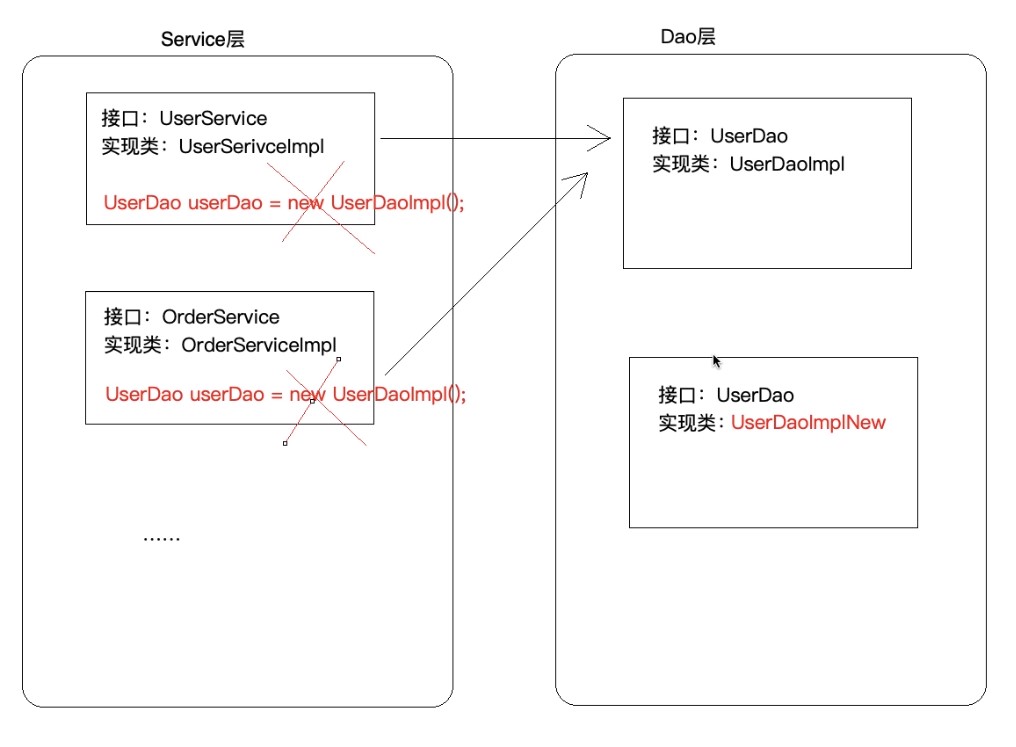 Service层
接口：UserService
实现类：UserSerivceImpl
UserDao userDao = new UserDaoImpl();
接口：OrderService
实现类：OrderServiceImpl
UserDao userDao = new UserDaoImpl();
……
Dao层
接口：UserDao
实现类：UserDaoImpl
接口：UserDao
实现类：UserDaoImplNew